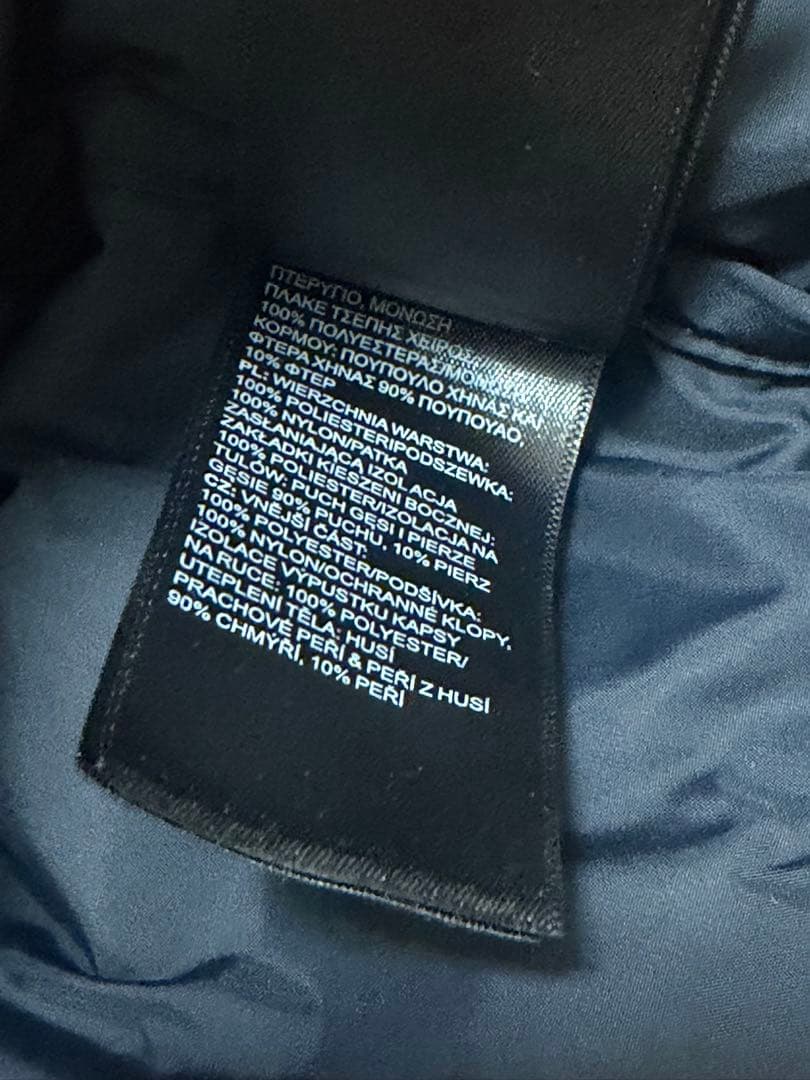 ΠΤΕΡΥΓΙΟ, ΜΟΝΩΣΗ
ΠΛΑΚΕ ΤΣΕΠΗΣ ΧΕΙΡΟΣ:
100% ΠΟΛΥΕΣΤΕΡΑΣ/ΜΟΝΩΣΗ
ΚΟΡΜΟΥ: ΠΟΥΠΟΥΛΟ ΧΗΝΑΣ ΚΑΙ
ΦΤΕΡΑ ΧΗΝΑΣ 90% ΠΟΥΠΟΥΛΟ,
10% ΦΤΕΡ
PL: WIERZCHNIA WARSTWA:
100% POLIESTER/PODSZEWKA:
100% NYLON/PATKA
ZASŁANIAJĄCA IZOLACJA
ZAKŁADKI KIESZENI BOCZNEJ:
100% POLIESTER/IZOLACJA NA
TUŁÓW: PUCH GĘSI I PIERZE
GĘSIE 90% PUCHU, 10% PIERZ
CZ: VNĚJŠÍ ČÁST:
100% POLYESTER/PODŠÍVKA:
100% NYLON/OCHRANNÉ KLOPY,
IZOLACE VÝPUSTKU KAPSY
NA RUCE: 100% POLYESTER/
UTEPLENÍ TĚLA: HUSÍ
PRACHOVÉ PEŘÍ & PEŘÍ Z HUSÍ
90% CHMÝŘÍ, 10% PEŘÍ